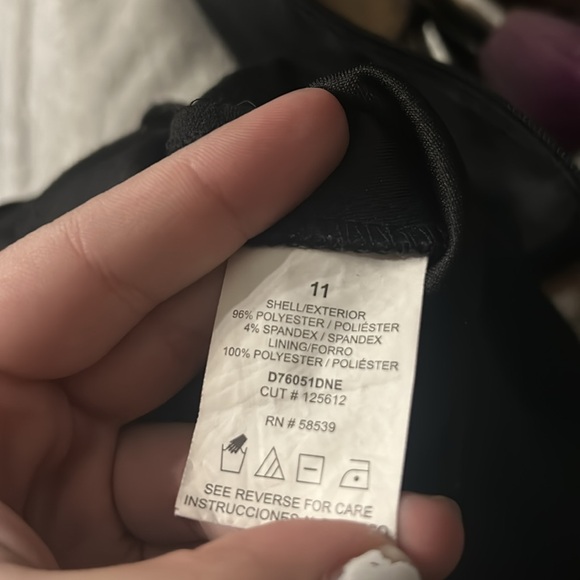 11
SHELL/EXTERIOR
96% POLYESTER / POLIÉSTER
4% SPANDEX / SPANDEX
LINING/FORRO
100% POLYESTER / POLIÉSTER
D76051DNE
CUT # 125612
RN # 58539
SEE REVERSE FOR CARE
INSTRUCCIONES